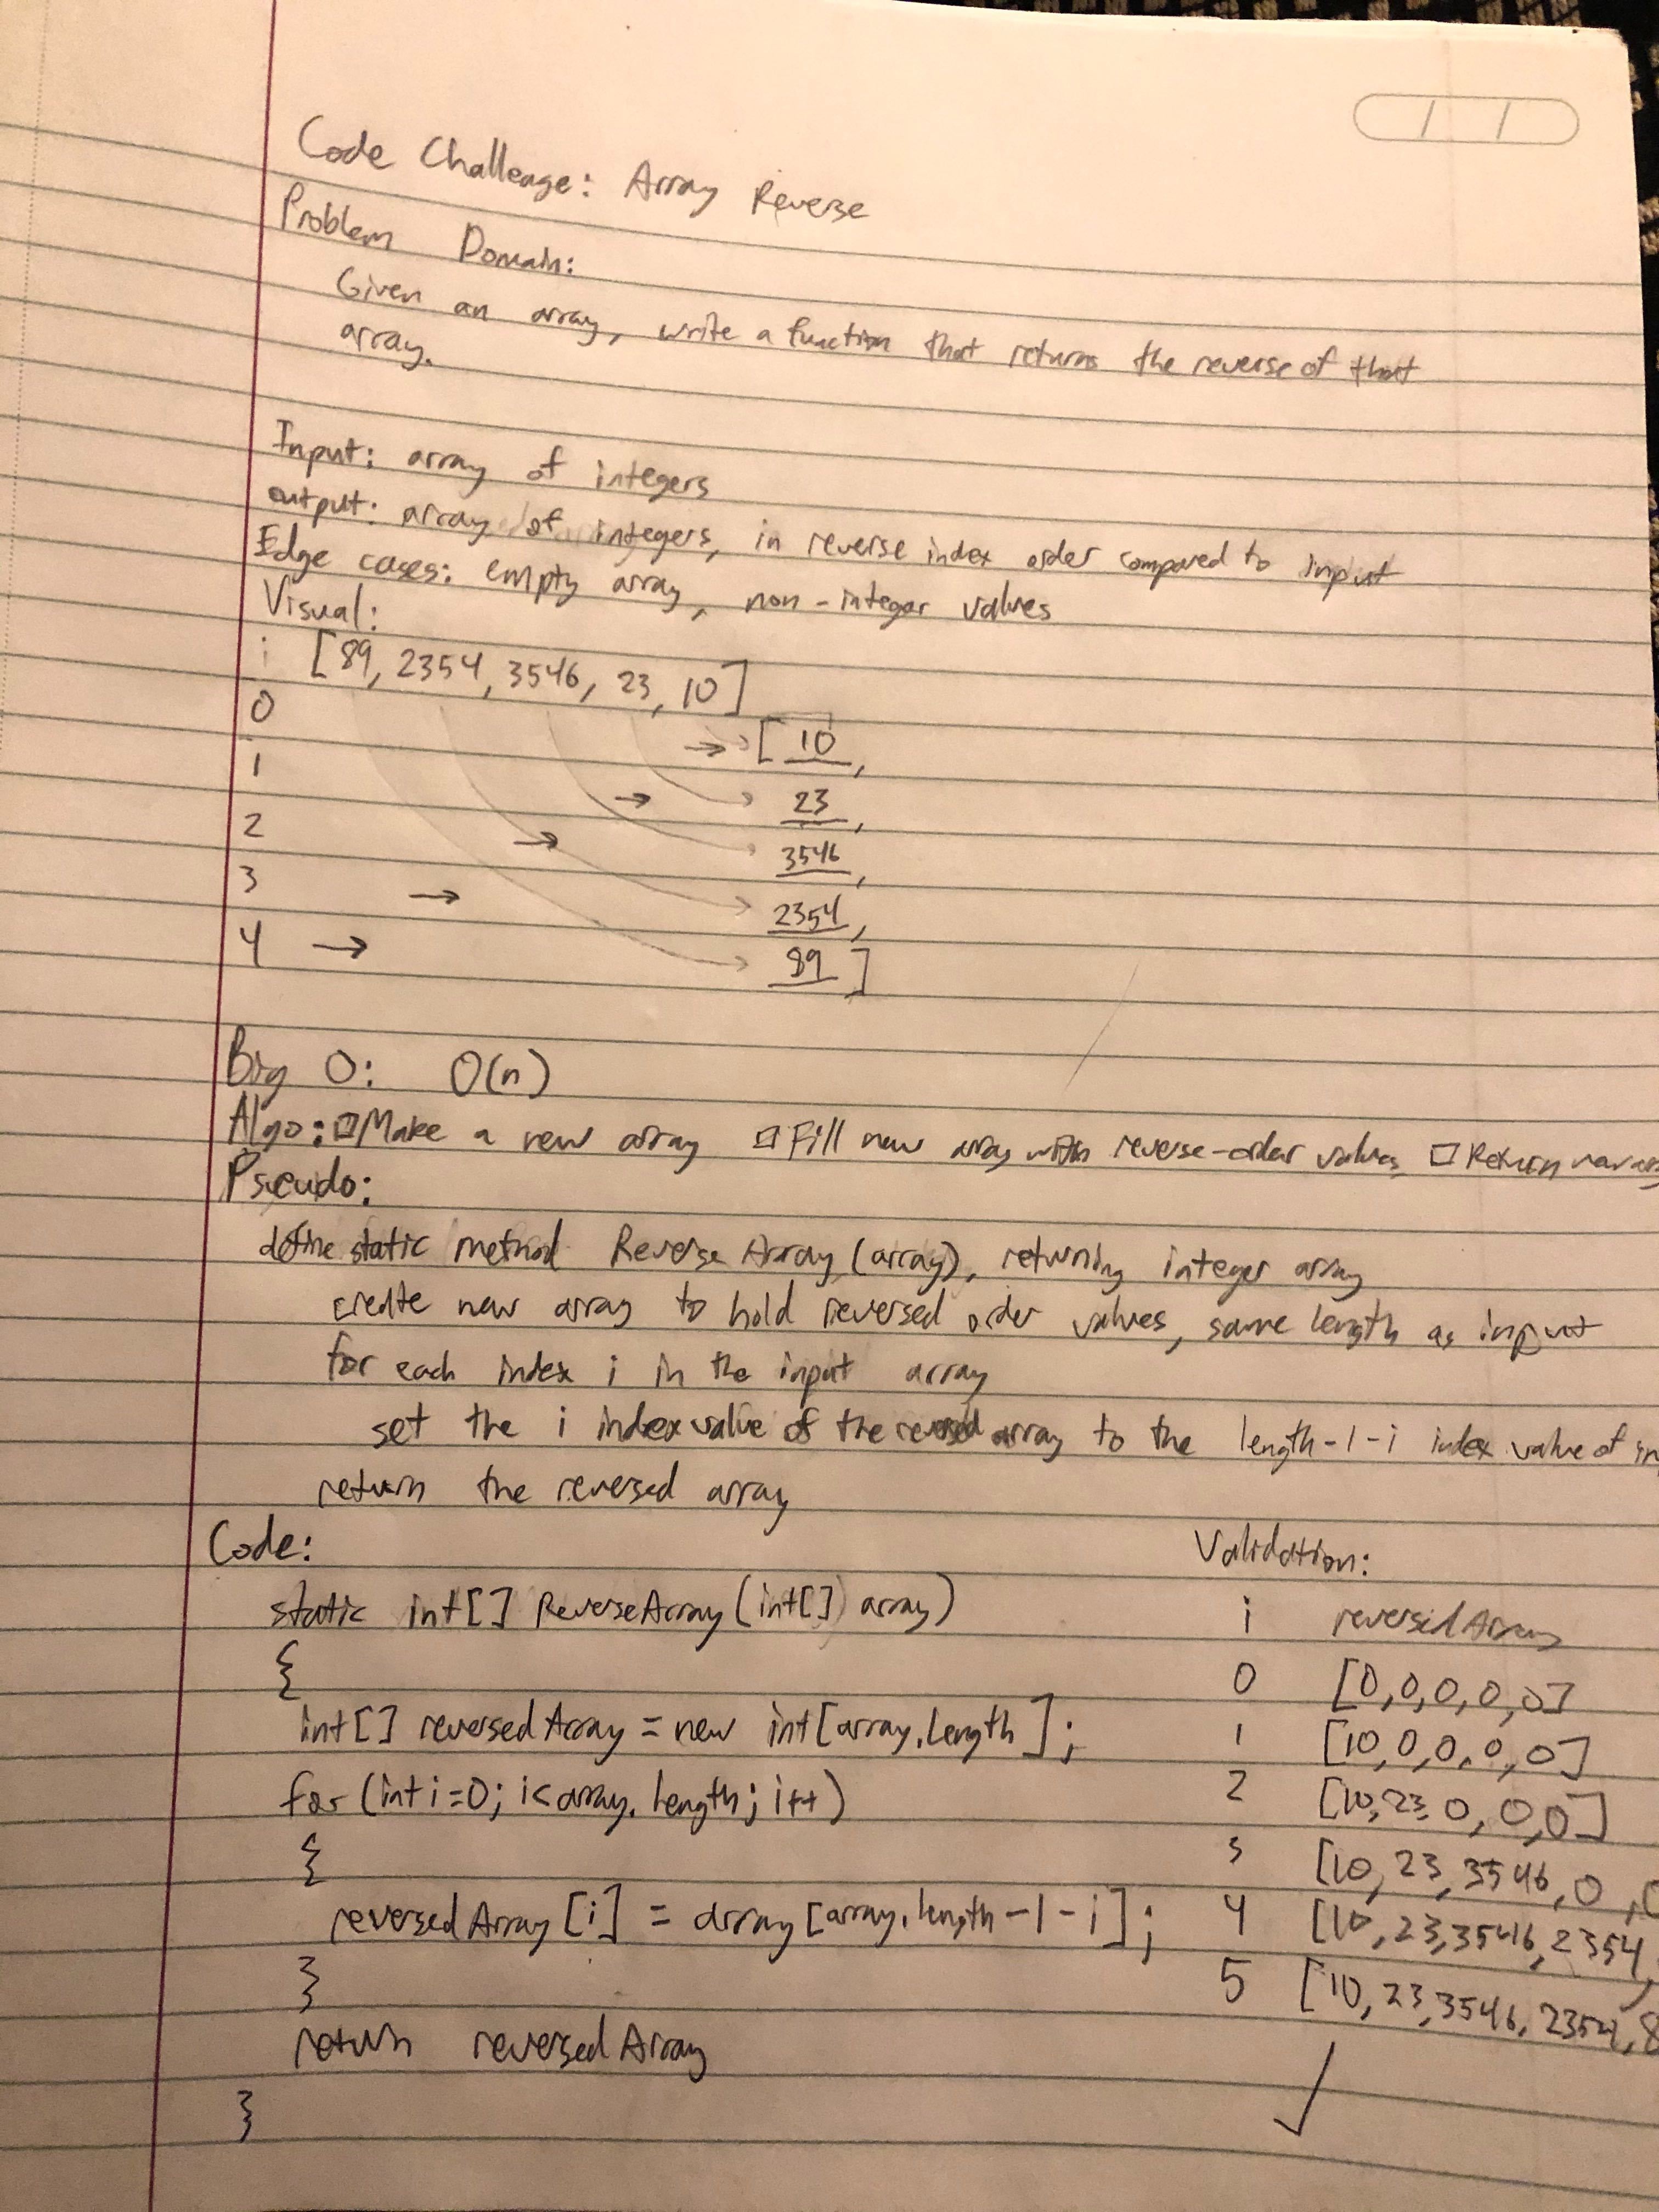 Code Challenge: Array Reverse
Problem Domain:
Given an array, write a function that returns the reverse of that
array.
Input: array of integers
output: array of integers, in reverse index order compared to input
Edge cases: empty array, non-integer values
Visual:
i [89, 2354, 3546, 23, 10]
0 → [10,
1 → 23,
2 → 3546,
3 → 2354,
4 → 89]
Big O: O(n)
Algo: □ Make a new array □ Fill new array with reverse-order values □ Return
Pseudo:
define static method ReverseArray(array), returning integer array
create new array to hold reversed order values, same length as input
for each index i in the input array
set the i index value of the reversed array to the length-1-i index value of
return the reversed array
Code:
static int[] ReverseArray(int[] array)
{
int[] reversedArray = new int[array.length];
for (int i=0; i<array.length; i++)
{
reversedArray[i] = array[array.length-1-i];
}
return reversedArray
}
Validation:
i reversedArray
0 [0,0,0,0,0]
1 [10,0,0,0,0]
2 [10,23,0,0,0]
3 [10,23,3546,0,
4 [10,23,3546,2354,
5 [10,23,3546,2354,8
✓